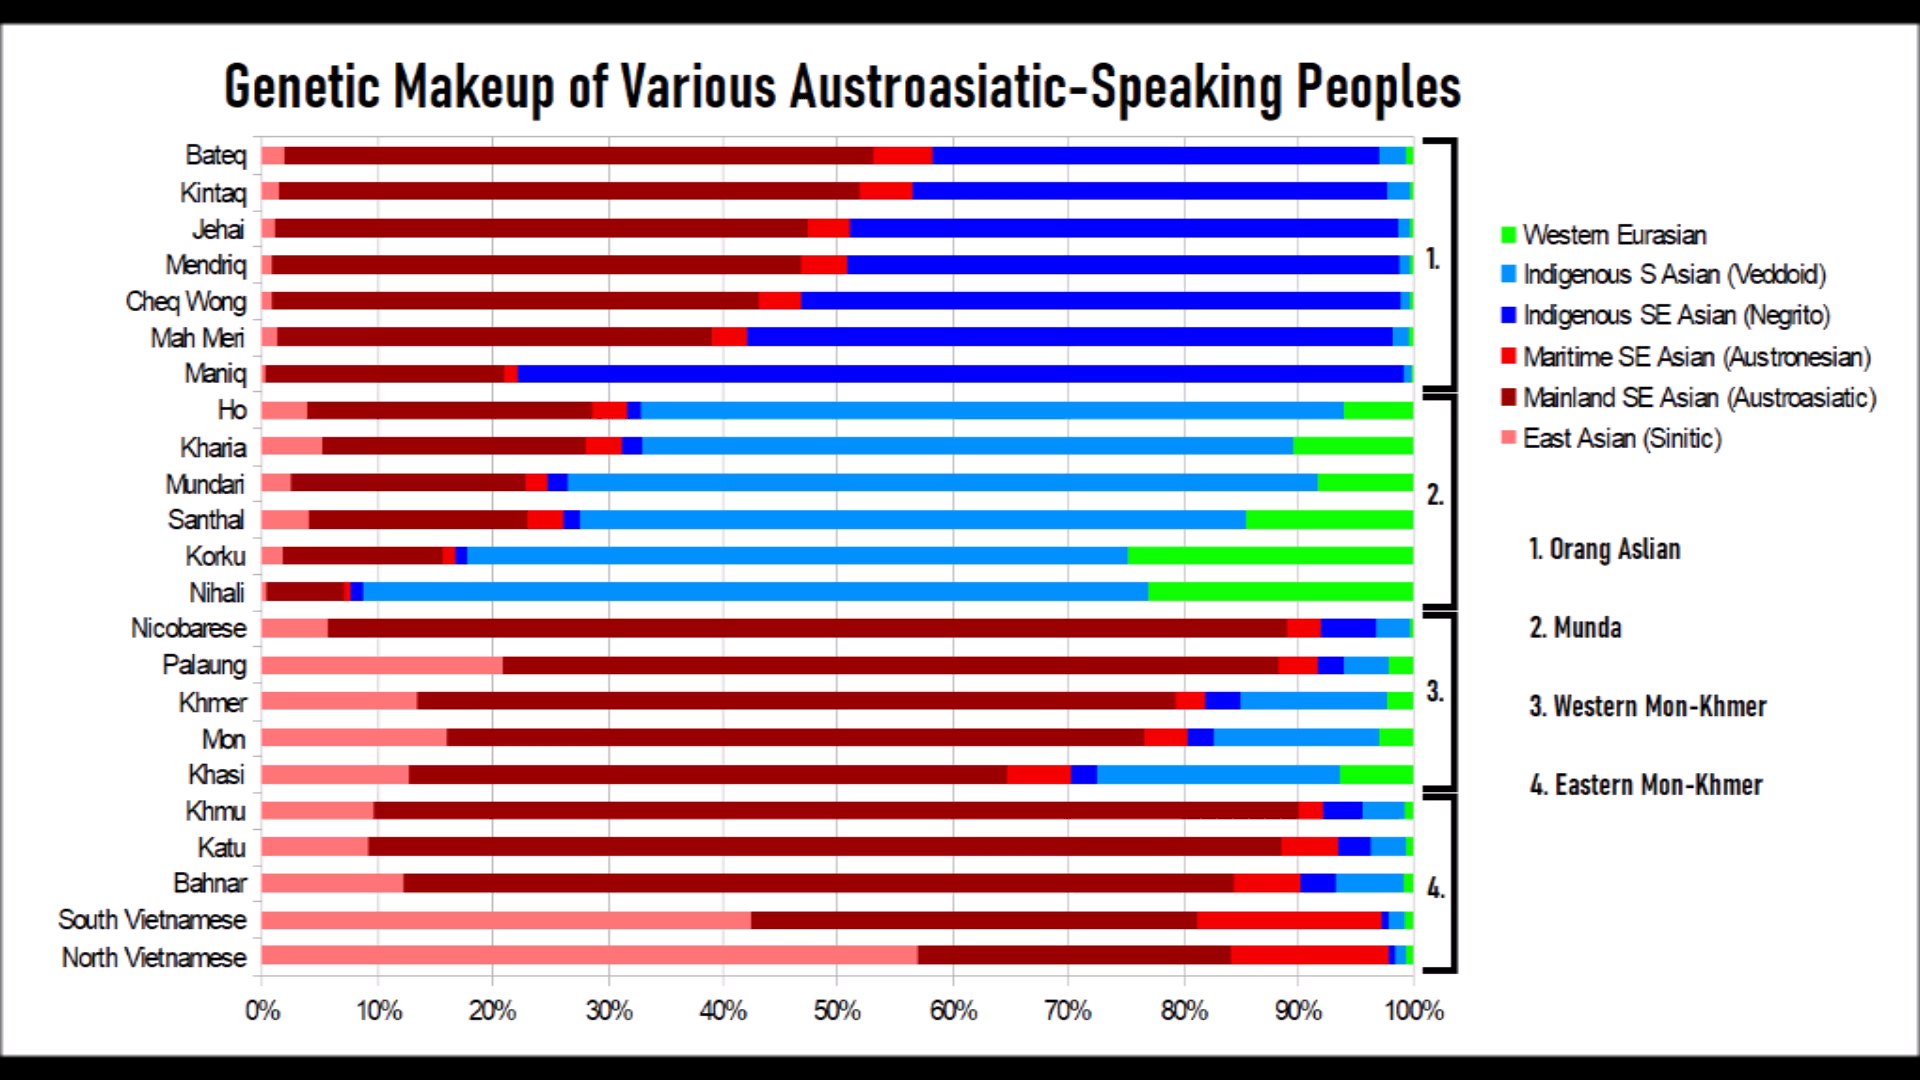 Genetic Makeup of Various Austroasiatic-Speaking Peoples
Bateq
Kintaq
Jehai
Mendriq
Cheq Wong
Mah Meri
Maniq
Ho
Kharia
Mundari
Santhal
Korku
Nihali
Nicobarese
Palaung
Khmer
Mon
Khasi
Khmu
Katu
Bahnar
South Vietnamese
North Vietnamese
0% 10% 20% 30% 40% 50% 60% 70% 80% 90% 100%
1.
2.
3.
4.
Western Eurasian
Indigenous S Asian (Veddoid)
Indigenous SE Asian (Negrito)
Maritime SE Asian (Austronesian)
Mainland SE Asian (Austroasiatic)
East Asian (Sinitic)
1. Orang Aslian
2. Munda
3. Western Mon-Khmer
4. Eastern Mon-Khmer